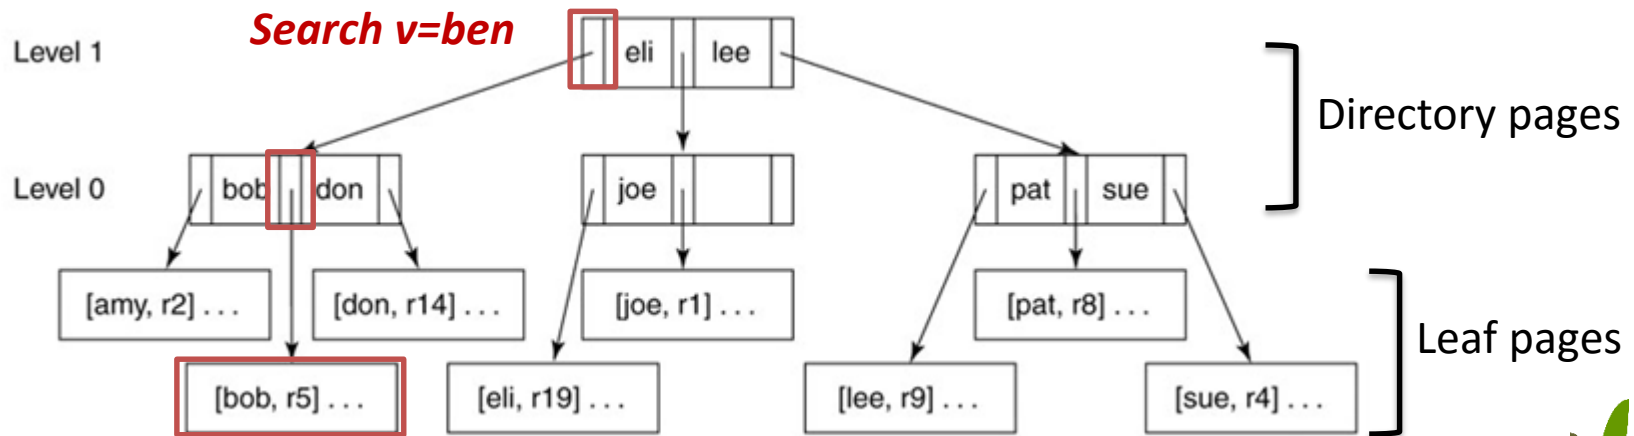 Search v=ben
Level 1
eli
lee
Directory pages
Level 0
bob
don
joe
pat
sue
[amy, r2] . . .
[don, r14] . . .
[joe, r1] . . .
[pat, r8] . . .
Leaf pages
[bob, r5] . . .
[eli, r19] . . .
[lee, r9] . . .
[sue, r4] . . .